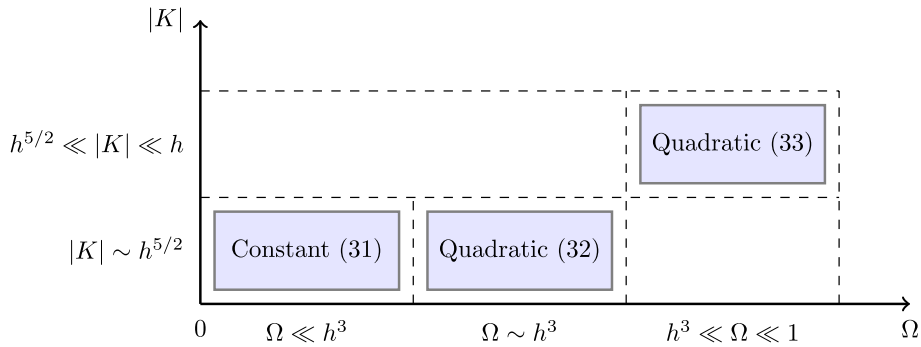 |K|
h^{5/2} ≪ |K| ≪ h
Quadratic (33)
|K| ∼ h^{5/2}
Constant (31)
Quadratic (32)
0
Ω ≪ h^3
Ω ∼ h^3
h^3 ≪ Ω ≪ 1
Ω